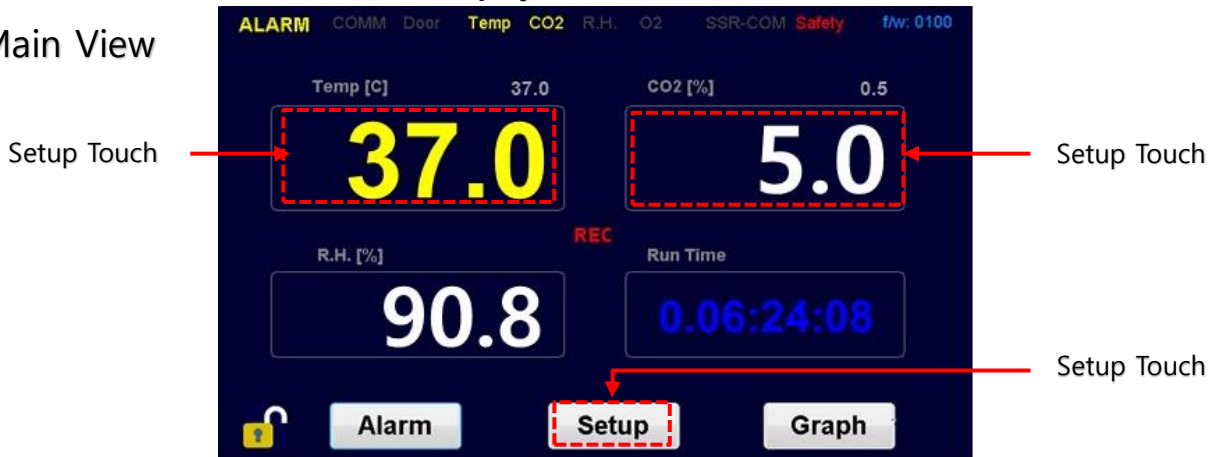 ALARM COMM Door Temp CO2 R.H. O2 SSR-COM Safety f/w: 0100
Main View
Temp [C] 37.0 CO2 [%] 0.5
Setup Touch 37.0 5.0 Setup Touch
REC
R.H. [%] Run Time
90.8 0.06:24:08
Setup Touch
Alarm Setup Graph